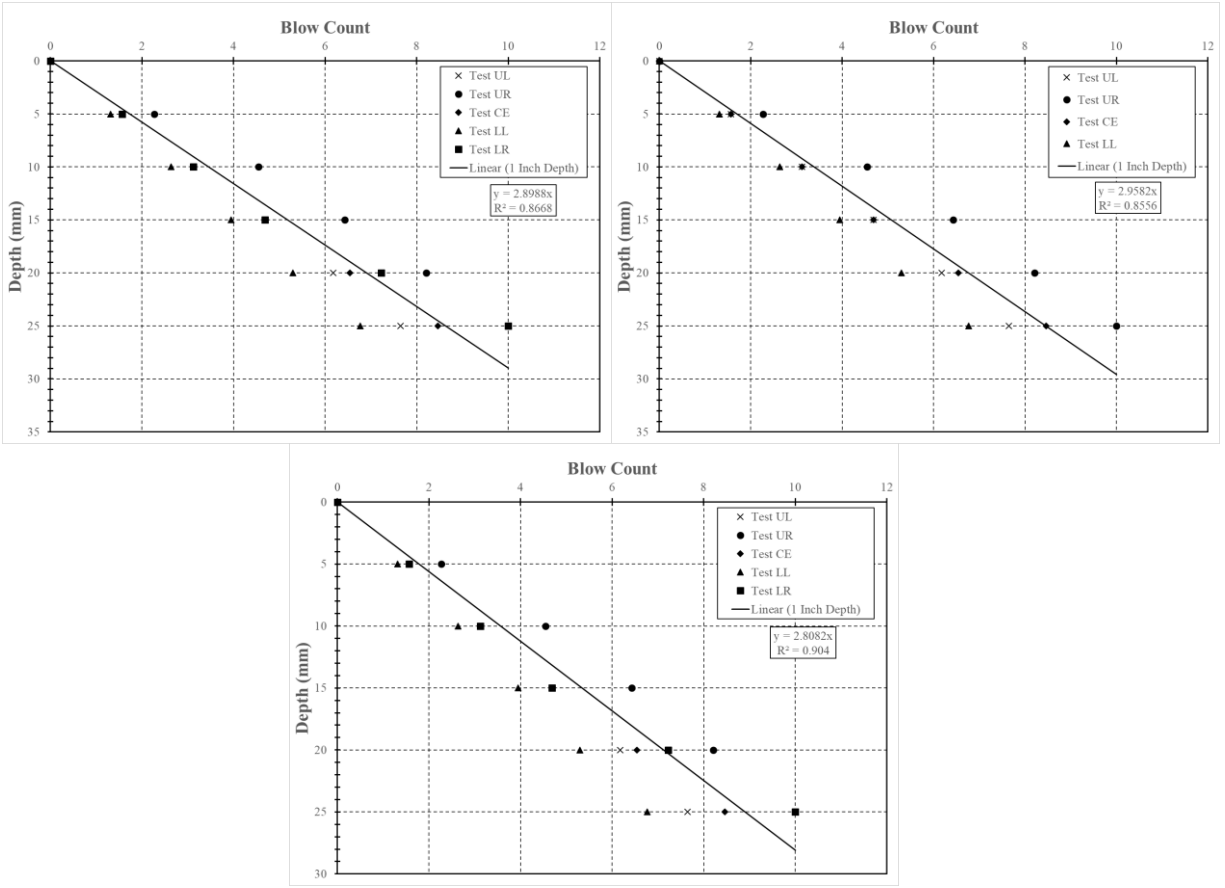 Blow Count
0 2 4 6 8 10 12
0
5
10
15
20
25
30
35
Depth (mm)
Test UL
Test UR
Test CE
Test LL
Test LR
Linear (1 Inch Depth)
y = 2.8988x
R² = 0.8668
Blow Count
0 2 4 6 8 10 12
0
5
10
15
20
25
30
35
Depth (mm)
Test UL
Test UR
Test CE
Test LL
Linear (1 Inch Depth)
y = 2.9582x
R² = 0.8556
Blow Count
0 2 4 6 8 10 12
0
5
10
15
20
25
30
Depth (mm)
Test UL
Test UR
Test CE
Test LL
Test LR
Linear (1 Inch Depth)
y = 2.8082x
R² = 0.904